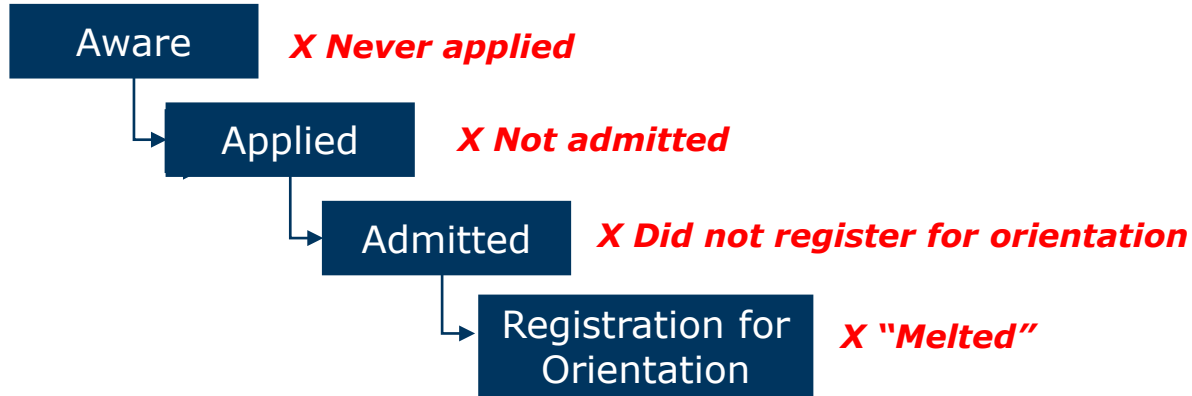 Aware
X Never applied
Applied
X Not admitted
Admitted
X Did not register for orientation
Registration for
Orientation
X “Melted”